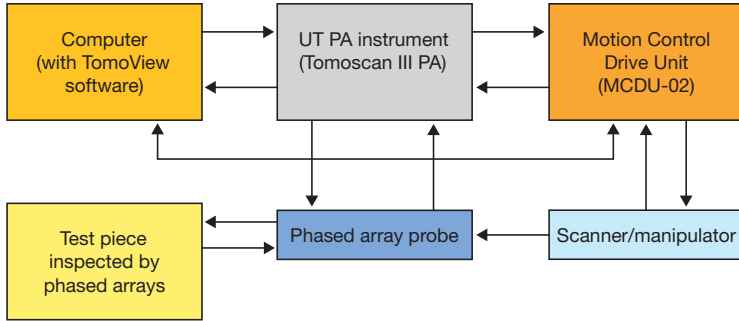 Computer
(with TomoView
software)
UT PA instrument
(Tomoscan III PA)
Motion Control
Drive Unit
(MCDU-02)
Test piece
inspected by
phased arrays
Phased array probe
Scanner/manipulator